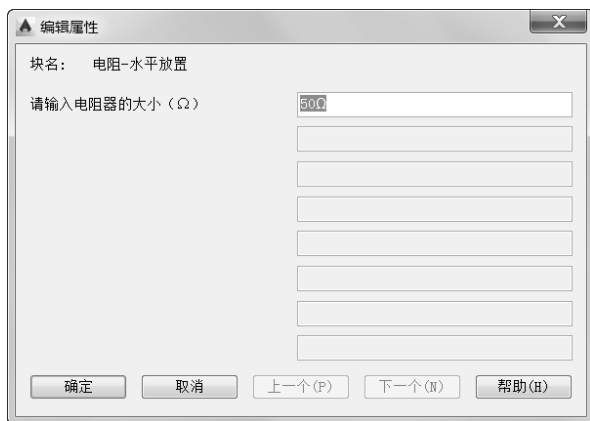 编辑属性
块名: 电阻-水平放置
请输入电阻器的大小（Ω） 50Ω
确定 取消 上一个(P) 下一个(N) 帮助(H)